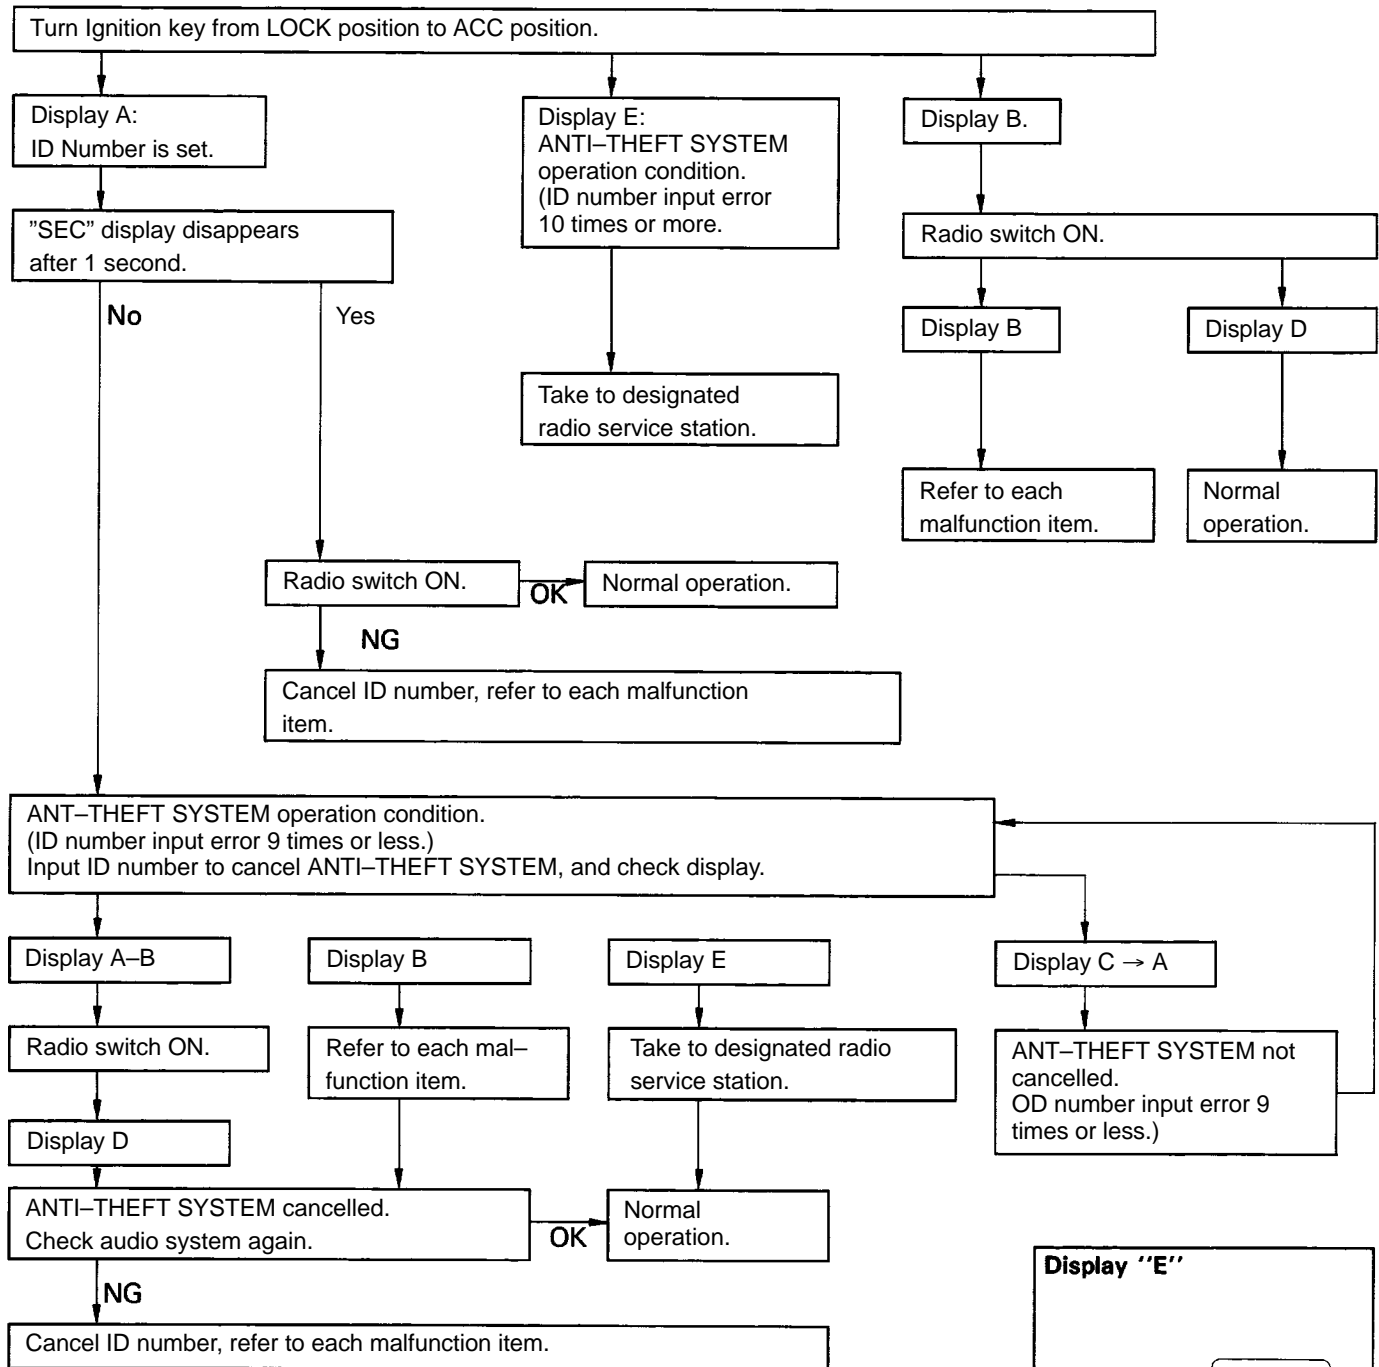 Turn Ignition key from LOCK position to ACC position.
Display A:
ID Number is set.
Display E:
ANTI–THEFT SYSTEM
operation condition.
(ID number input error
10 times or more.
Display B.
”SEC” display disappears
after 1 second.
Radio switch ON.
No
Yes
Display B
Display D
Take to designated
radio service station.
Refer to each
malfunction item.
Normal
operation.
Radio switch ON.
OK
Normal operation.
NG
Cancel ID number, refer to each malfunction
item.
ANT–THEFT SYSTEM operation condition.
(ID number input error 9 times or less.)
Input ID number to cancel ANTI–THEFT SYSTEM, and check display.
Display A–B
Display B
Display E
Display C → A
Radio switch ON.
Refer to each mal–
function item.
Take to designated radio
service station.
ANT–THEFT SYSTEM not
cancelled.
OD number input error 9
times or less.)
Display D
ANTI–THEFT SYSTEM cancelled.
Check audio system again.
OK
Normal
operation.
NG
Cancel ID number, refer to each malfunction item.
Display "E"